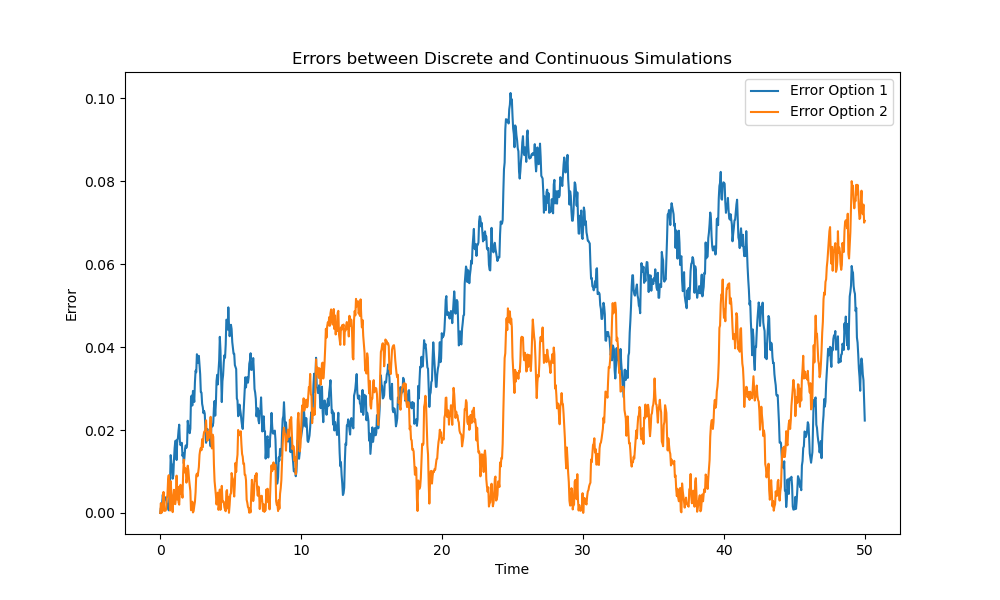 Errors between Discrete and Continuous Simulations
Error Option 1
Error Option 2
0.10
0.08
0.06
0.04
0.02
0.00
Error
0
10
20
30
40
50
Time